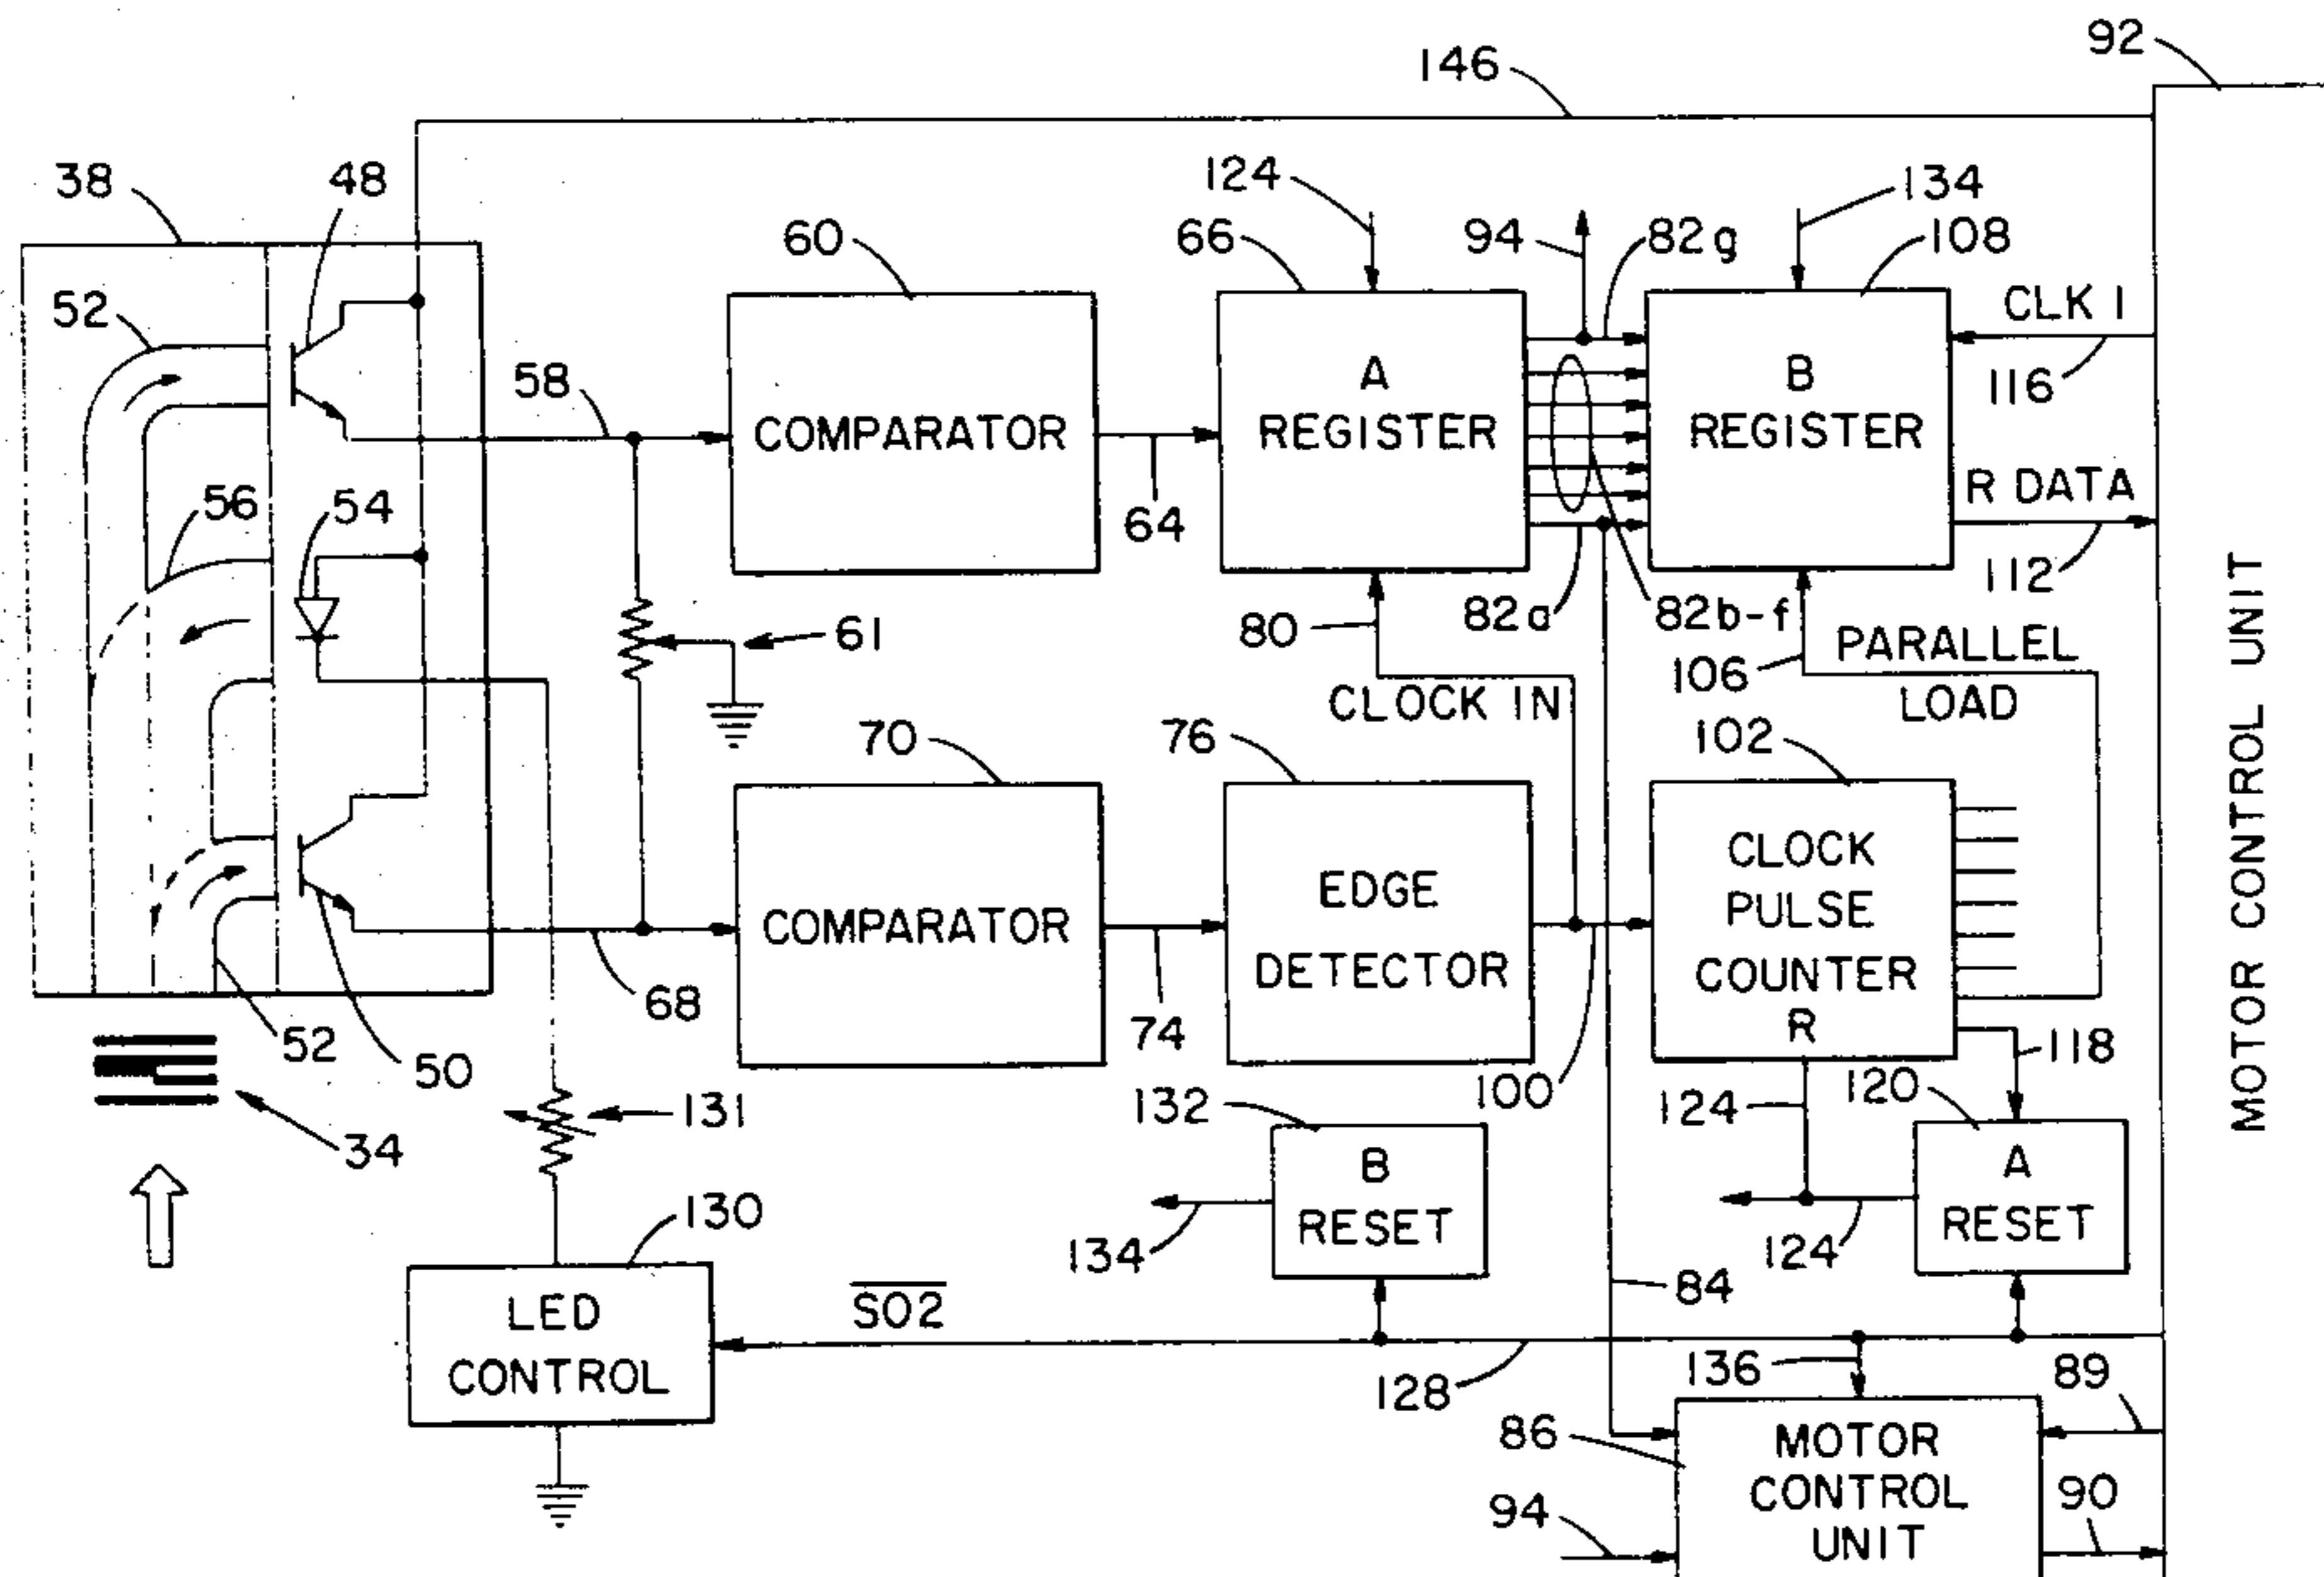 92
146
124
134
38
48
60
66
94
82g
108
52
CLK 1
58
A
REGISTER
B
REGISTER
116
COMPARATOR
R DATA
56
54
64
112
80
82a
82b-f
61
106
PARALLEL
LOAD
CLOCK IN
MOTOR CONTROL UNIT
70
76
102
CLOCK
PULSE
COUNTER
R
EDGE
DETECTOR
COMPARATOR
68
74
52
50
100
118
132
124
120
131
34
B
RESET
A
RESET
130
134
124
84
LED
CONTROL
SO2
128
136
89
86
MOTOR
CONTROL
UNIT
90
94